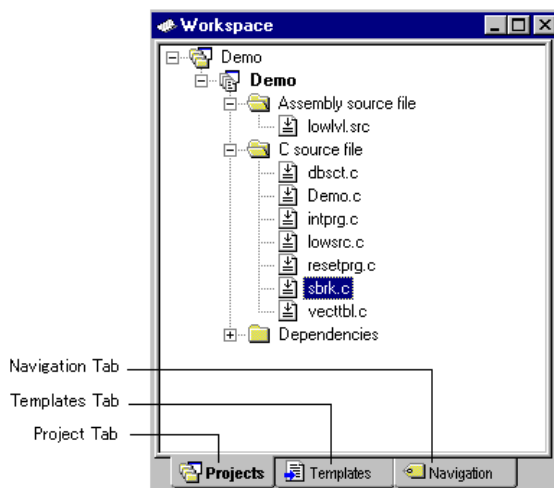 Workspace
Demo
Demo
Assembly source file
lowlvl.src
C source file
dbsct.c
Demo.c
intprg.c
lowsrc.c
resetprg.c
sbrk.c
vecttbl.c
Dependencies
Navigation Tab
Templates Tab
Project Tab
Projects Templates Navigation